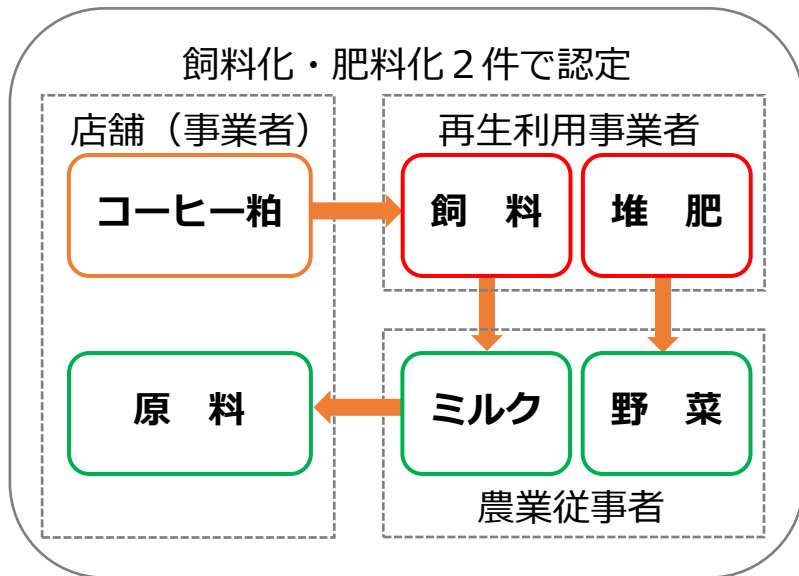 飼料化・肥料化２件で認定
店舗（事業者）
再生利用事業者
コーヒー粕
飼　料
堆　肥
原　料
ミルク
野　菜
農業従事者